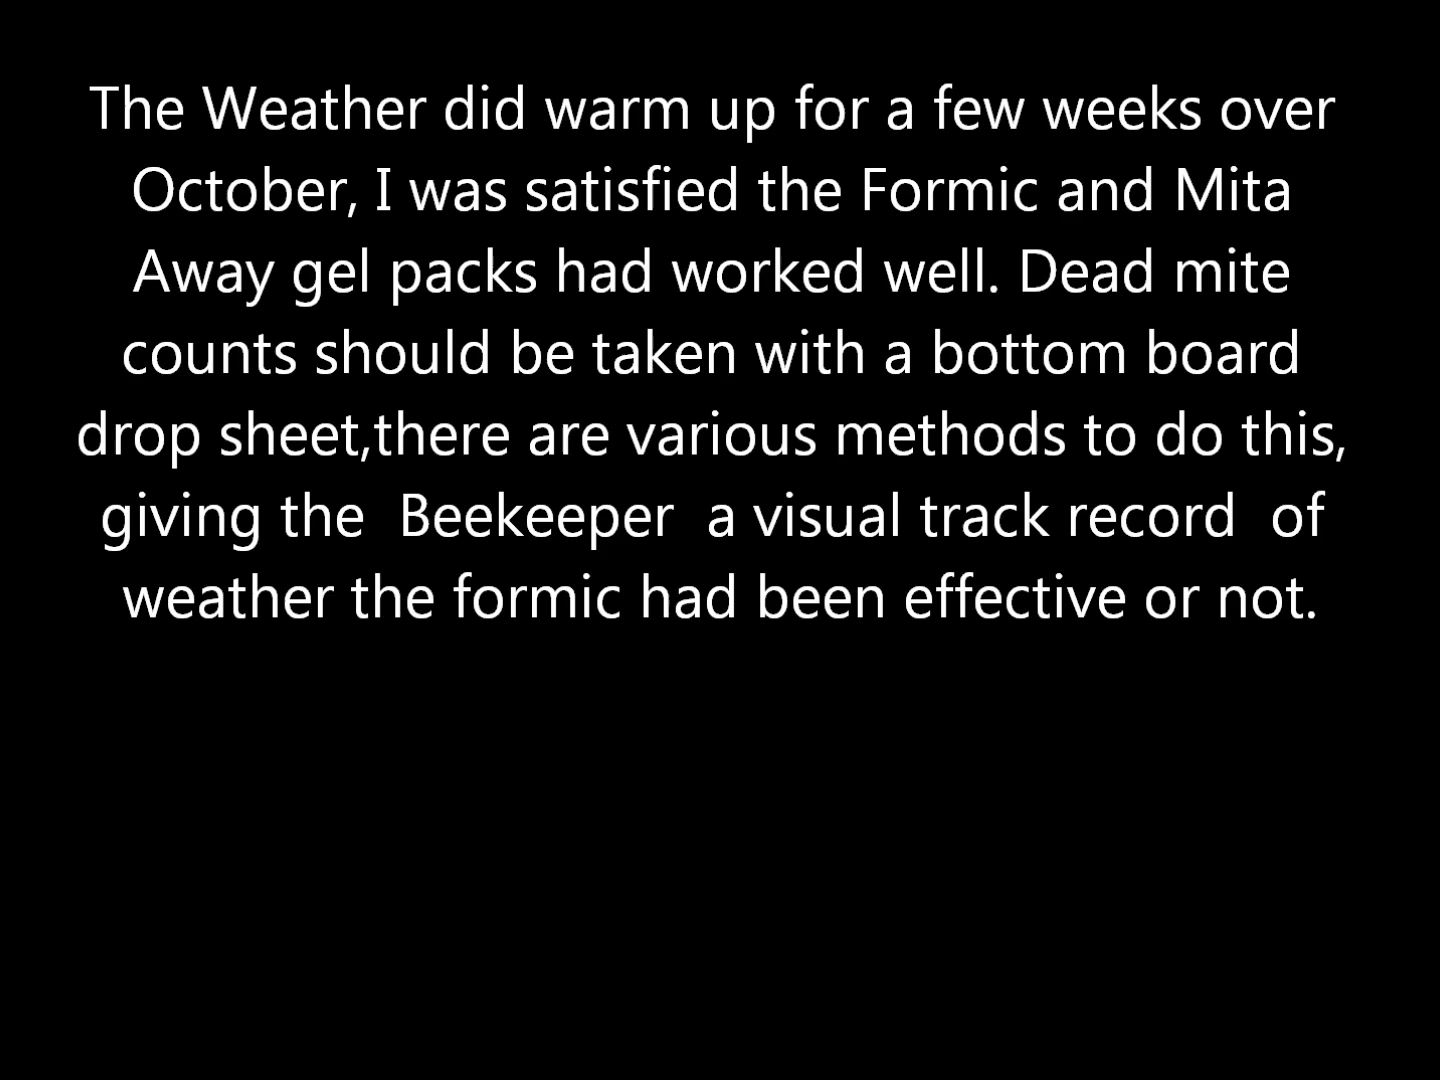 The Weather did warm up for a few weeks over
October, I was satisfied the Formic and Mita
Away gel packs had worked well. Dead mite
counts should be taken with a bottom board
drop sheet,there are various methods to do this,
giving the  Beekeeper  a visual track record  of
weather the formic had been effective or not.